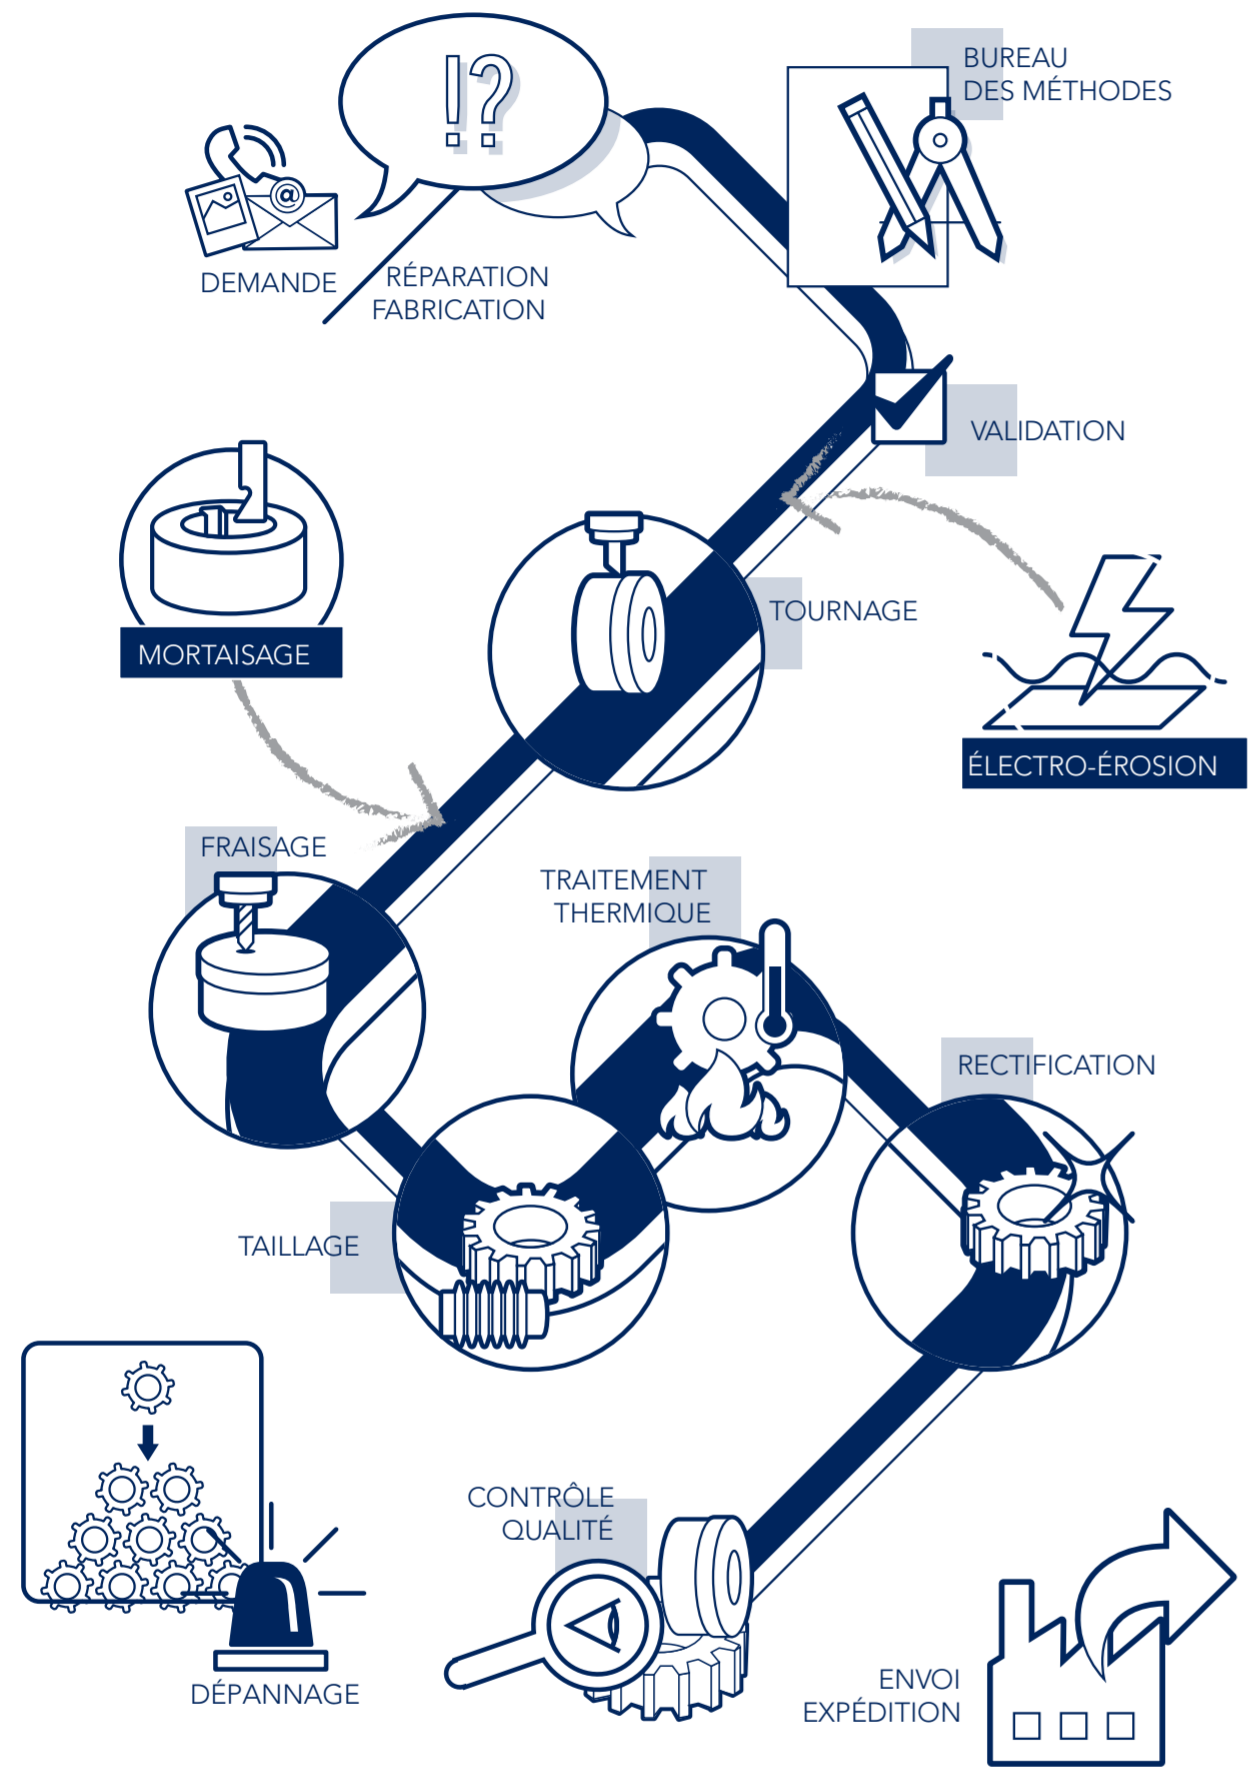 !?
BUREAU
DES MÉTHODES
@
DEMANDE
RÉPARATION
FABRICATION
VALIDATION
TOURNAGE
MORTAISAGE
ÉLECTRO-ÉROSION
FRAISAGE
TRAITEMENT
THERMIQUE
RECTIFICATION
TAILLAGE
CONTRÔLE
QUALITÉ
DÉPANNAGE
ENVOI
EXPÉDITION